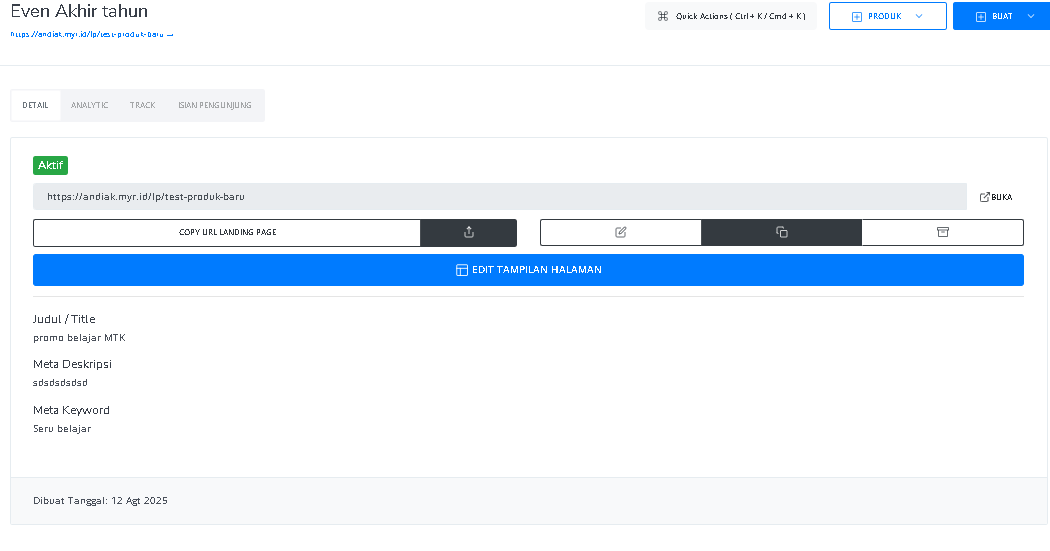 Even Akhir tahun
https://andiak.myr.id/lp/test-produk-baru →
Quick Actions ( Ctrl + K / Cmd + K )
PRODUK
BUAT
DETAIL
ANALYTIC
TRACK
ISIAN PENGUNJUNG
Aktif
https://andiak.myr.id/lp/test-produk-baru
BUKA
COPY URL LANDING PAGE
EDIT TAMPILAN HALAMAN
Judul / Title
promo belajar MTK
Meta Deskripsi
sdsdsdsdsd
Meta Keyword
Seru belajar
Dibuat Tanggal: 12 Agt 2025